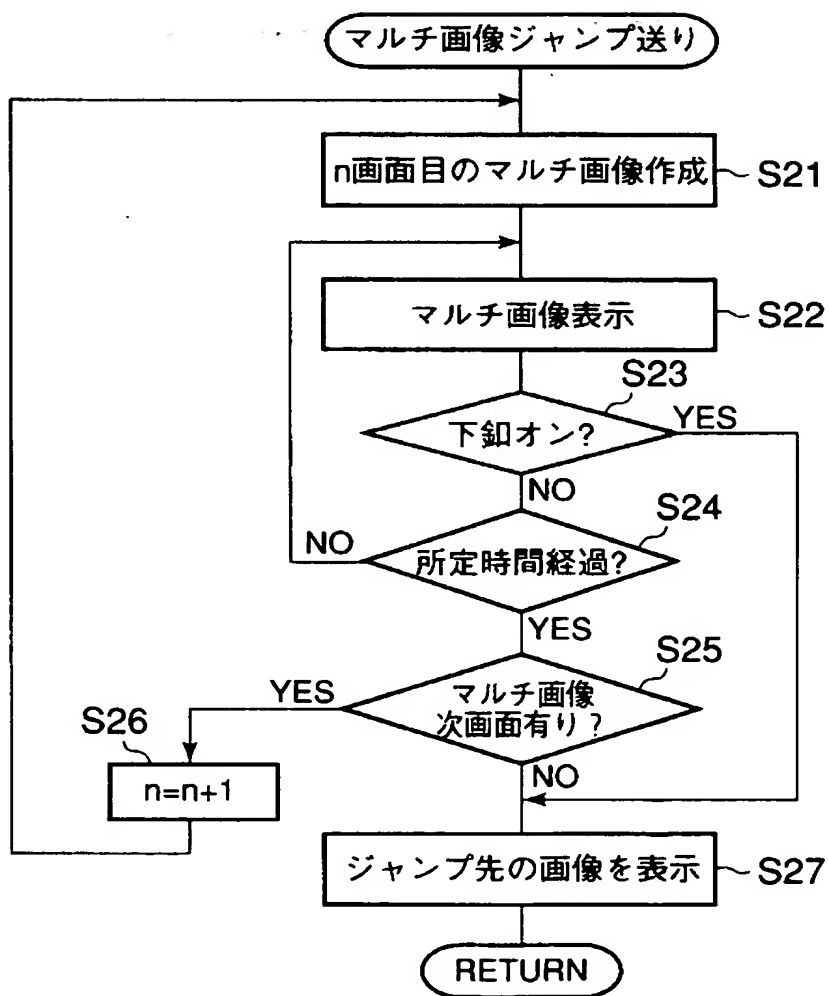 マルチ画像ジャンプ送り
n画面目のマルチ画像作成
S21
マルチ画像表示
S22
S23
下釦オン?
YES
NO
S24
所定時間経過?
NO
YES
S25
マルチ画像
次画面有り?
YES
NO
S26
n=n+1
ジャンプ先の画像を表示
S27
RETURN